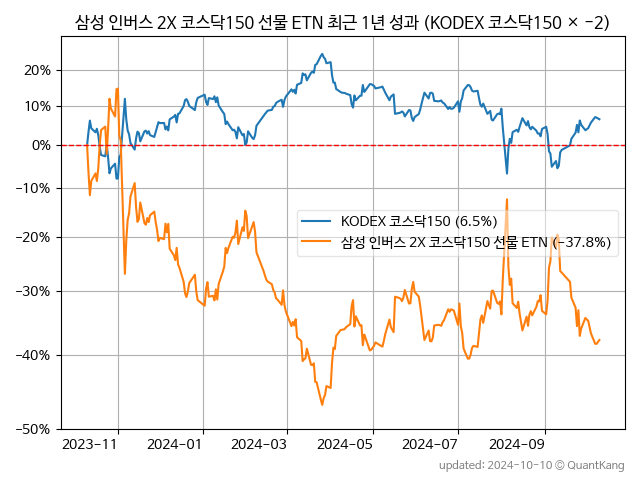 삼성 인버스 2X 코스닥150 선물 ETN 최근 1년 성과 (KODEX 코스닥150 × -2)
20%
10%
0%
-10%
-20%
-30%
-40%
-50%
KODEX 코스닥150 (6.5%)
삼성 인버스 2X 코스닥150 선물 ETN (-37.8%)
2023-11 2024-01 2024-03 2024-05 2024-07 2024-09
updated: 2024-10-10 © QuantKang